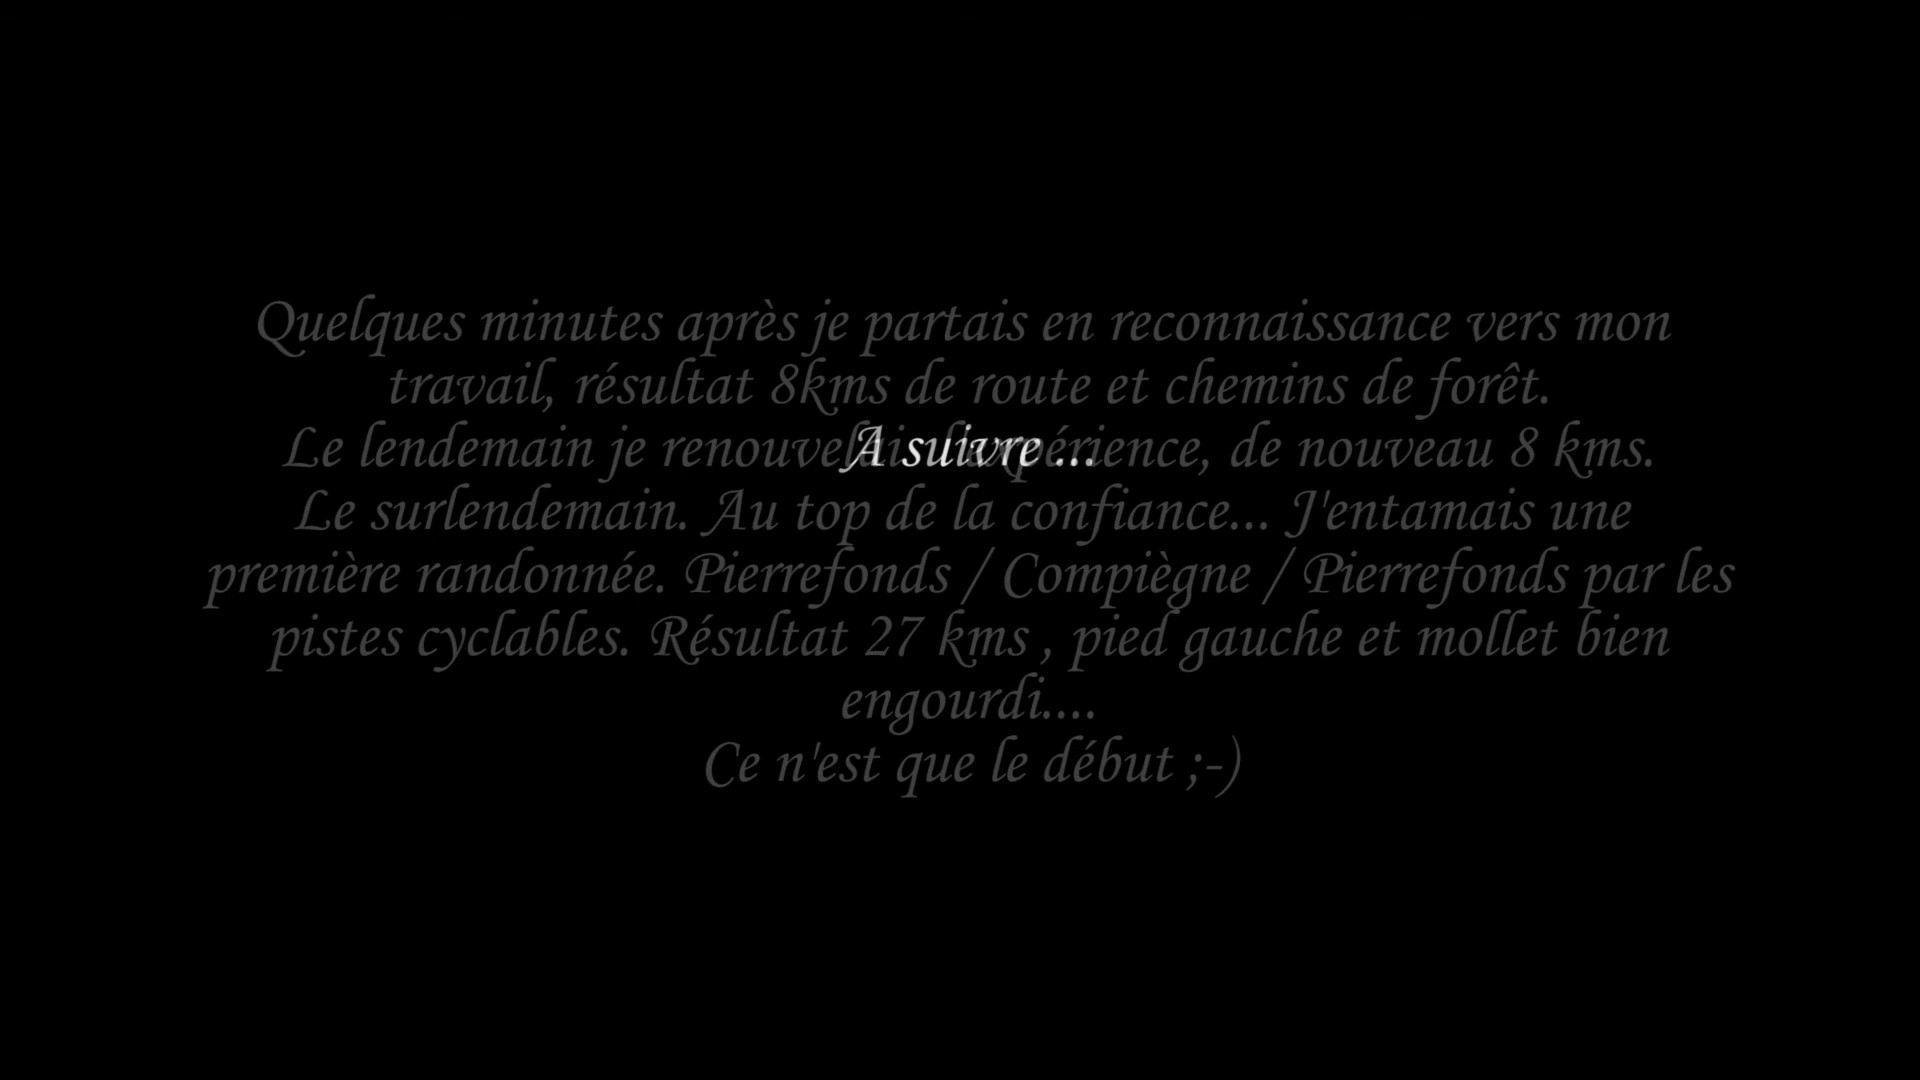 Quelques minutes après je partais en reconnaissance vers mon
travail, résultat 8kms de route et chemins de forêt.
Le lendemain je renouvelais l'expérience, de nouveau 8 kms.
A suivre ...
Le surlendemain. Au top de la confiance... J'entamais une
première randonnée. Pierrefonds / Compiègne / Pierrefonds par les
pistes cyclables. Résultat 27 kms , pied gauche et mollet bien
engourdi....
Ce n'est que le début ;-)